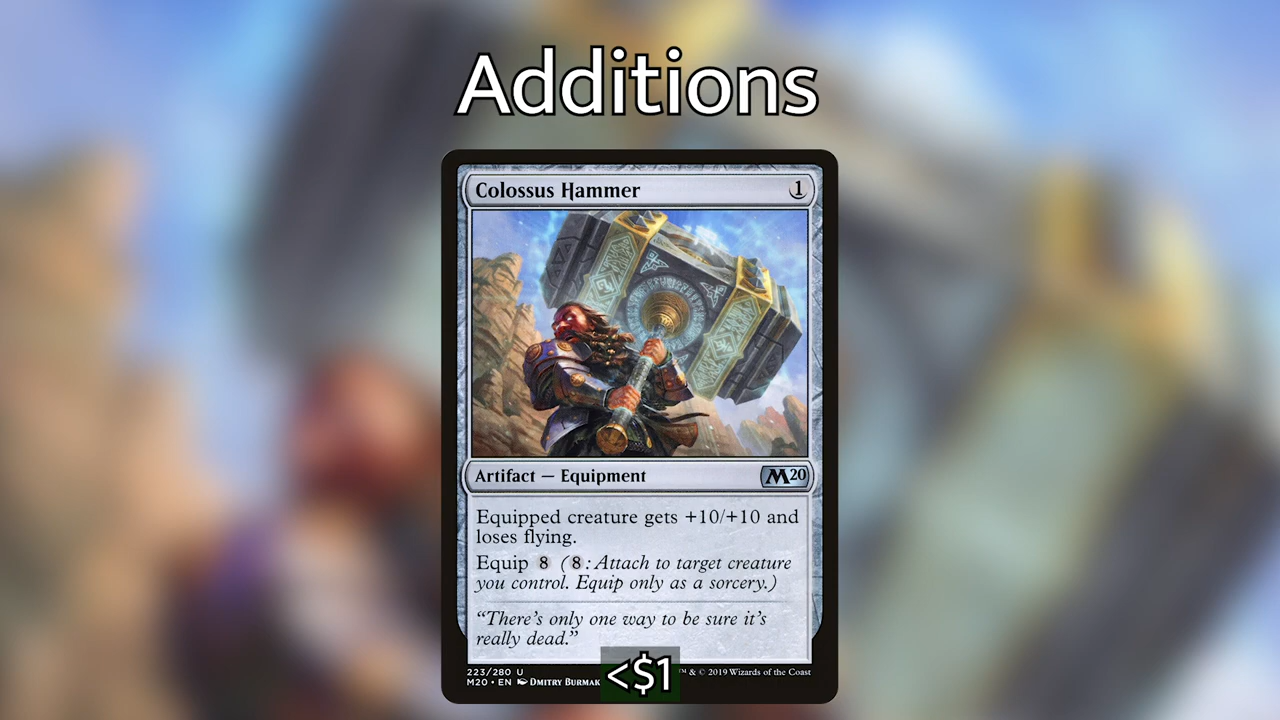 Additions
Colossus Hammer 1
Artifact — Equipment M20
Equipped creature gets +10/+10 and
loses flying.
Equip 8 (8: Attach to target creature
you control. Equip only as a sorcery.)
“There’s only one way to be sure it’s
really dead.”
<$1
223/280 U
M20 • EN Dmitry Burmak ™ & © 2019 Wizards of the Coast